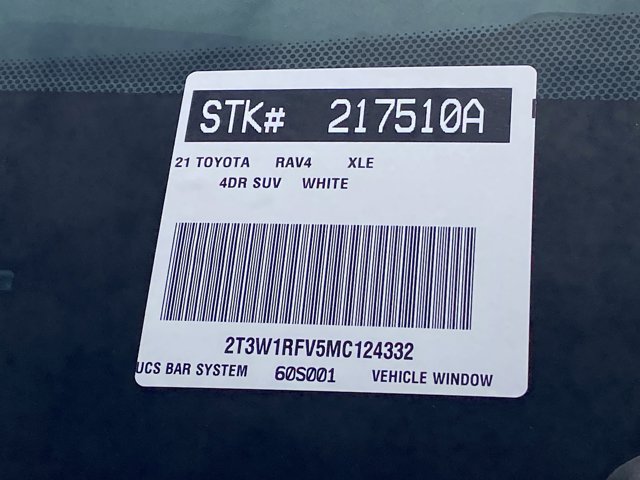 STK# 217510A
21 TOYOTA RAV4 XLE
4DR SUV WHITE
2T3W1RFV5MC124332
UCS BAR SYSTEM 60S001 VEHICLE WINDOW